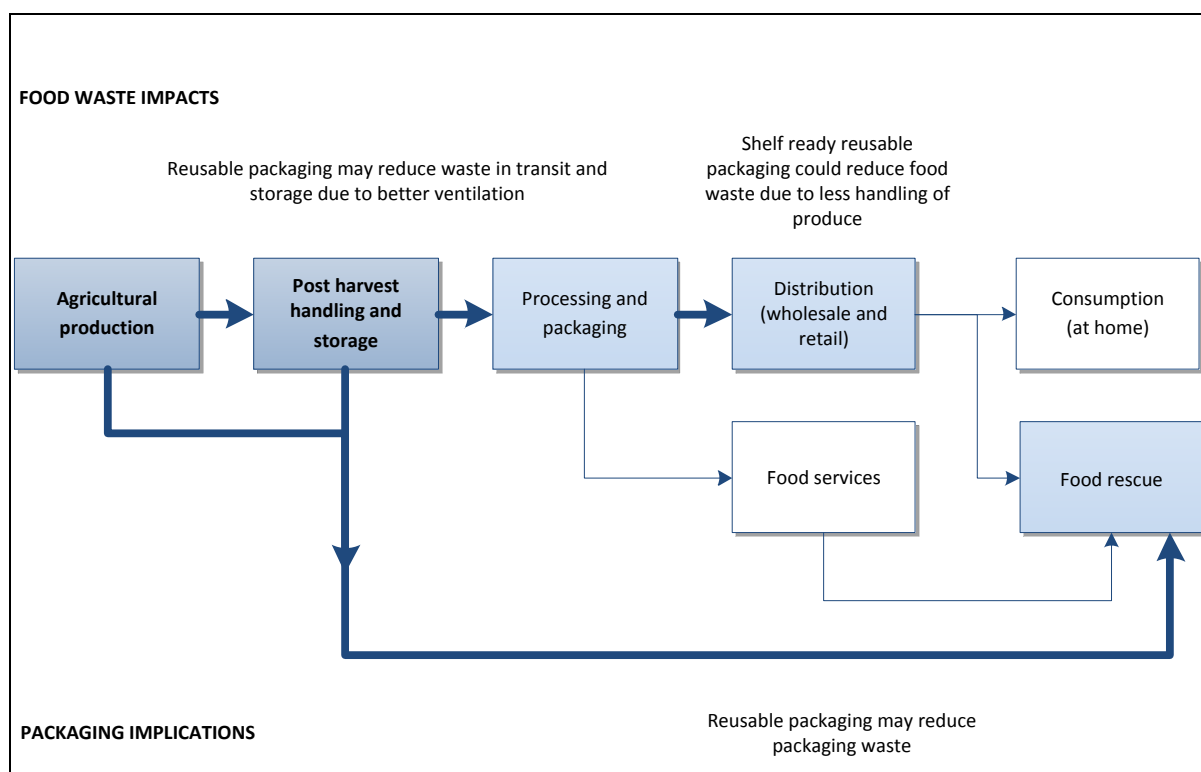 FOOD WASTE IMPACTS
Reusable packaging may reduce waste in transit and
storage due to better ventilation
Shelf ready reusable
packaging could reduce food
waste due to less handling of
produce
Agricultural
production
Post harvest
handling and
storage
Processing and
packaging
Distribution
(wholesale and
retail)
Consumption
(at home)
Food services
Food rescue
PACKAGING IMPLICATIONS
Reusable packaging may reduce
packaging waste